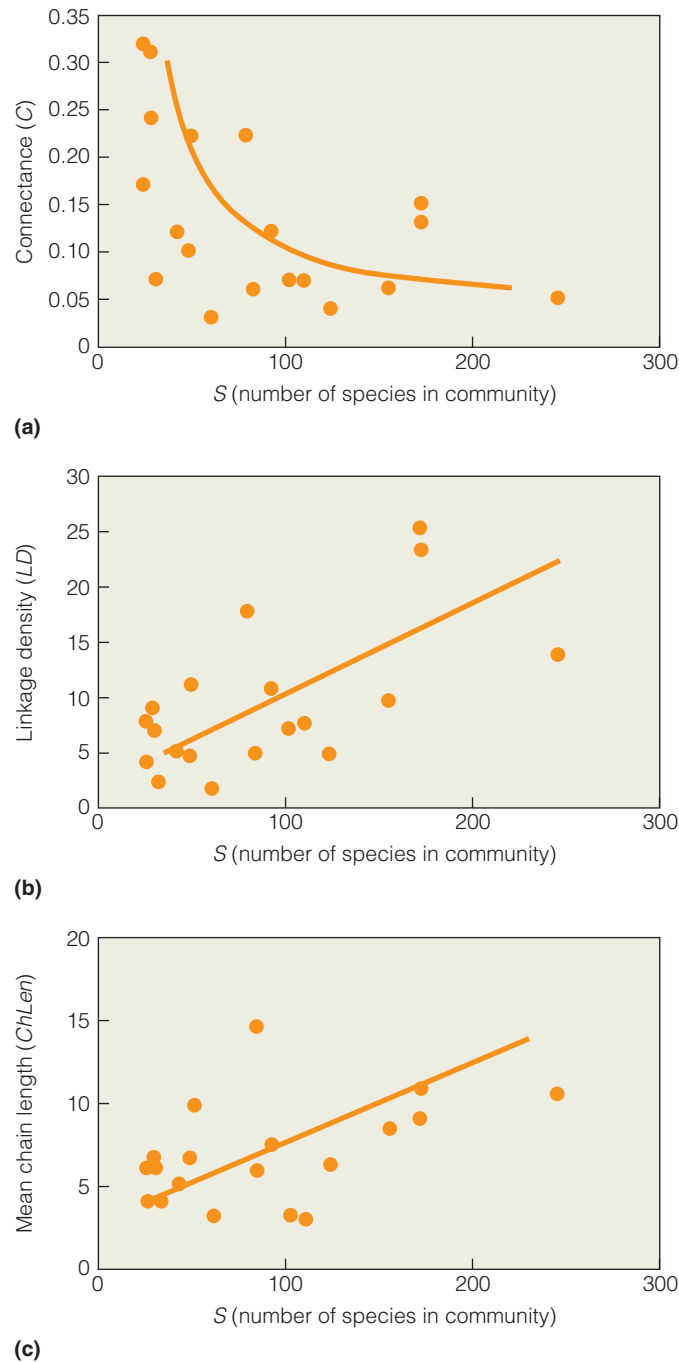 0.35
0.30
0.25
0.20
0.15
0.10
0.05
0
Connectance (C)
0 100 200 300
S (number of species in community)
(a)
30
25
20
15
10
5
0
Linkage density (LD)
0 100 200 300
S (number of species in community)
(b)
20
15
10
5
0
Mean chain length (ChLen)
0 100 200 300
S (number of species in community)
(c)